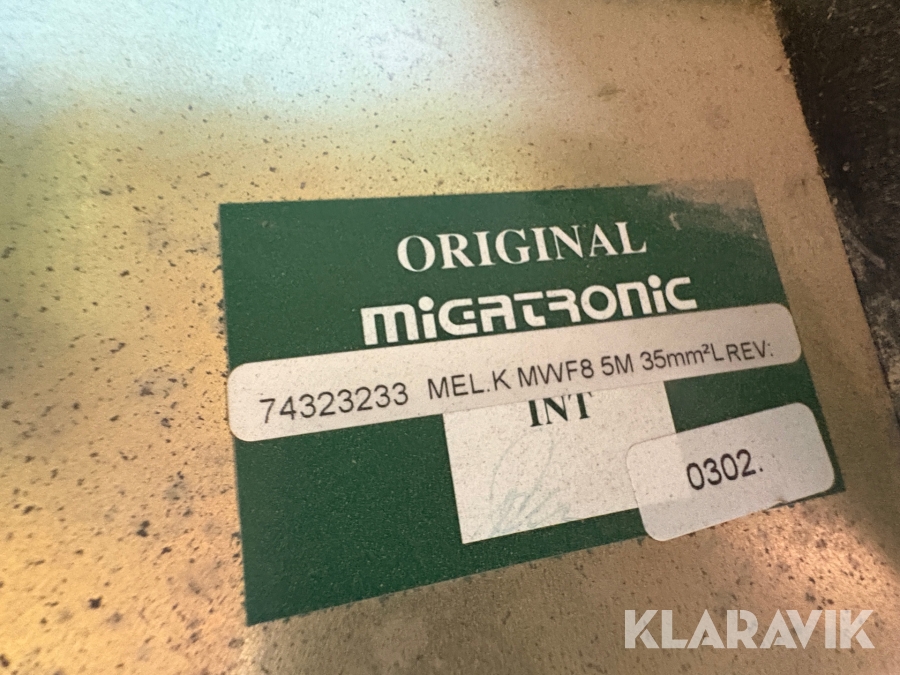 ORIGINAL
MIGATRONIC
74323233 MEL.K MWF8 5M 35mm²L REV:
INT
0302.
KLARAVIK